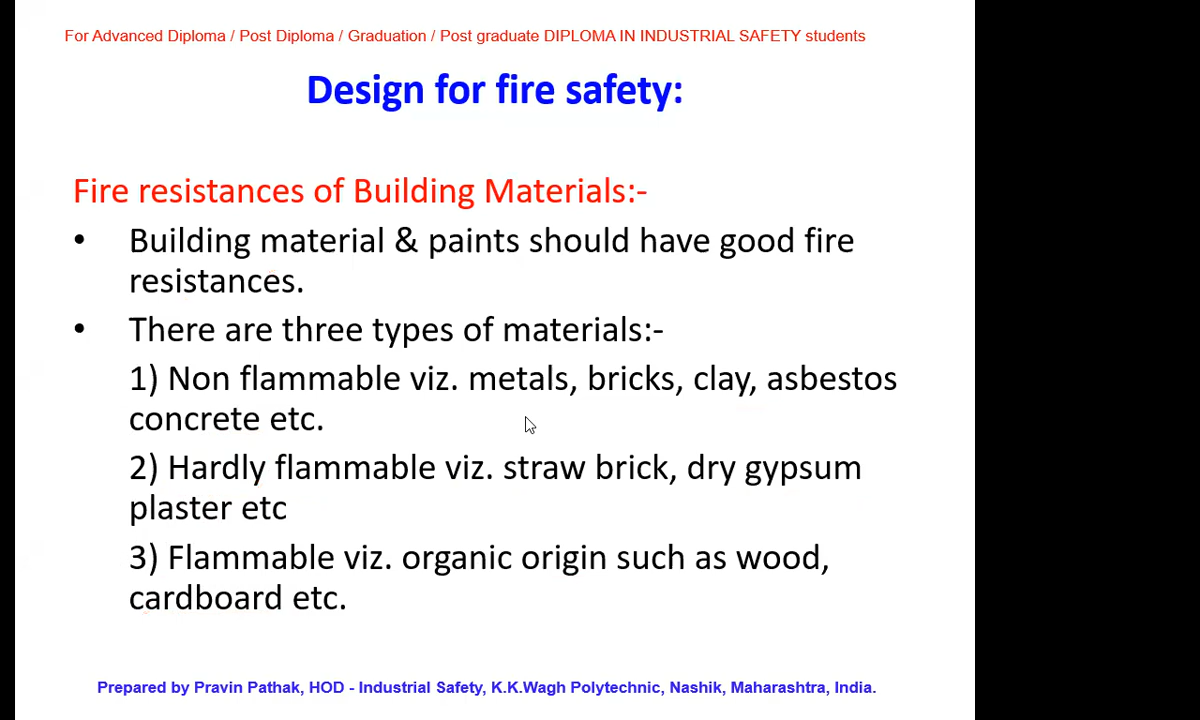 For Advanced Diploma / Post Diploma / Graduation / Post graduate DIPLOMA IN INDUSTRIAL SAFETY students
Design for fire safety:
Fire resistances of Building Materials:-
• Building material & paints should have good fire
resistances.
• There are three types of materials:-
1) Non flammable viz. metals, bricks, clay, asbestos
concrete etc.
2) Hardly flammable viz. straw brick, dry gypsum
plaster etc
3) Flammable viz. organic origin such as wood,
cardboard etc.
Prepared by Pravin Pathak, HOD - Industrial Safety, K.K.Wagh Polytechnic, Nashik, Maharashtra, India.